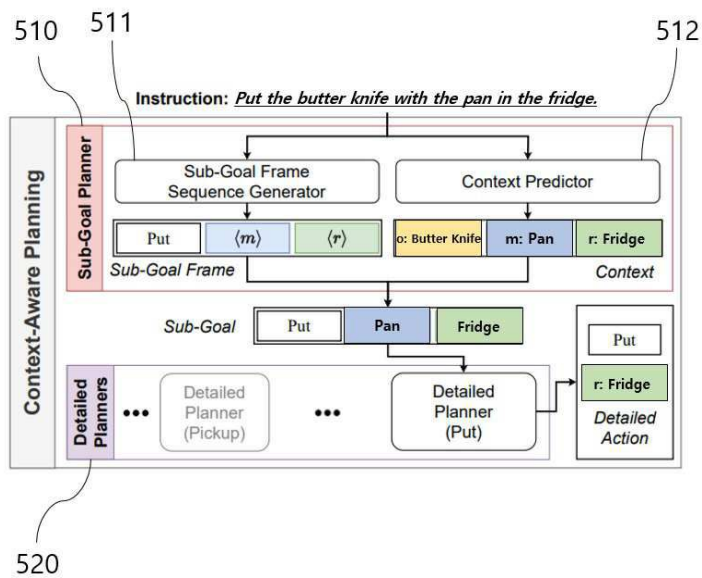 510
511
512
Instruction: Put the butter knife with the pan in the fridge.
Context-Aware Planning
Sub-Goal Planner
Sub-Goal Frame
Sequence Generator
Context Predictor
Put
⟨m⟩
⟨r⟩
o: Butter Knife
m: Pan
r: Fridge
Sub-Goal Frame
Context
Sub-Goal
Put
Pan
Fridge
Put
r: Fridge
Detailed
Action
Detailed
Planners
•••
Detailed
Planner
(Pickup)
•••
Detailed
Planner
(Put)
520